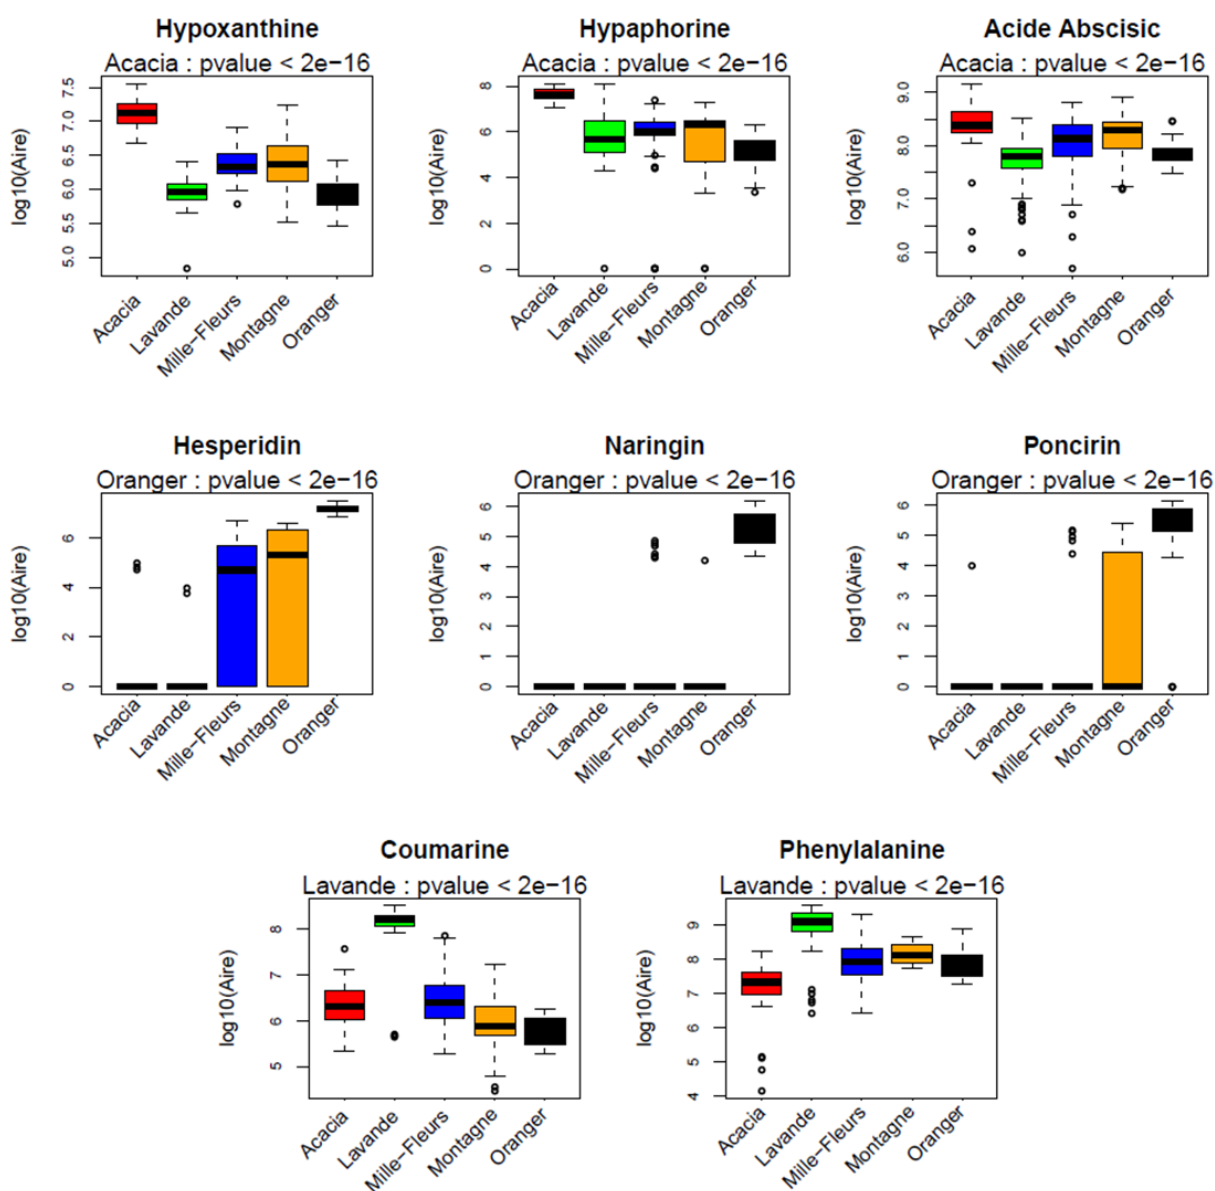 Hypoxanthine
Acacia : pvalue < 2e−16
log10(Aire)
7.5
7.0
6.5
6.0
5.5
5.0
Acacia
Lavande
Mille−Fleurs
Montagne
Oranger
Hypaphorine
Acacia : pvalue < 2e−16
log10(Aire)
8
6
4
2
0
Acacia
Lavande
Mille−Fleurs
Montagne
Oranger
Acide Abscisic
Acacia : pvalue < 2e−16
log10(Aire)
9.0
8.0
7.0
6.0
Acacia
Lavande
Mille−Fleurs
Montagne
Oranger
Hesperidin
Oranger : pvalue < 2e−16
log10(Aire)
6
4
2
0
Acacia
Lavande
Mille−Fleurs
Montagne
Oranger
Naringin
Oranger : pvalue < 2e−16
log10(Aire)
6
5
4
3
2
1
0
Acacia
Lavande
Mille−Fleurs
Montagne
Oranger
Poncirin
Oranger : pvalue < 2e−16
log10(Aire)
6
5
4
3
2
1
0
Acacia
Lavande
Mille−Fleurs
Montagne
Oranger
Coumarine
Lavande : pvalue < 2e−16
log10(Aire)
8
7
6
5
Acacia
Lavande
Mille−Fleurs
Montagne
Oranger
Phenylalanine
Lavande : pvalue < 2e−16
log10(Aire)
9
8
7
6
5
4
Acacia
Lavande
Mille−Fleurs
Montagne
Oranger